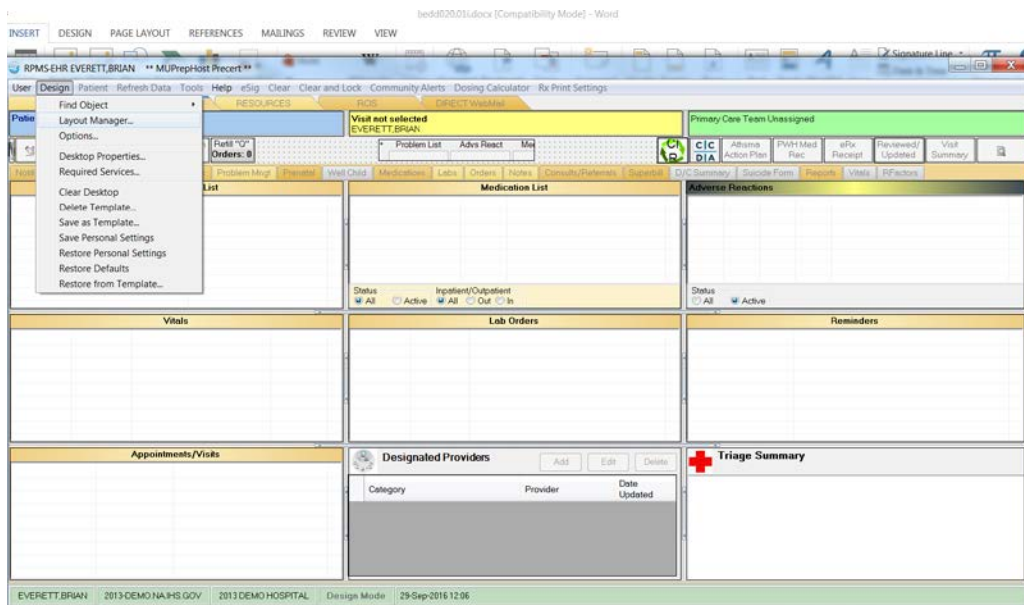 bedd0200.01i.docx [Compatibility Mode] - Word
INSERT DESIGN PAGE LAYOUT REFERENCES MAILINGS REVIEW VIEW
Signature Line
RPMS-EHR EVERETT,BRIAN ** MUPrepHost Precert **
User Design Patient Refresh Data Tools Help eSig Clear Clear and Lock Community Alerts Dosing Calculator Rx Print Settings
RESOURCES RCIS DIRECT WebMail
Find Object
Layout Manager...
Options...
Desktop Properties...
Required Services...
Clear Desktop
Delete Template...
Save as Template...
Save Personal Settings
Restore Personal Settings
Restore Defaults
Restore from Template...
Visit not selected
EVERETT,BRIAN
Primary Care Team Unassigned
Refill "0"
Orders: 0
Problem List Advs React Me
C|C
D|A
Asthma Action Plan
PWH Med Rec
eRx Receipt
Reviewed/ Updated
Visit Summary
Problem Mngt Prenatal Well Child Medications Labs Orders Notes Consults/Referrals Superbill D/C Summary Suicide Form Reports Vitals RFactors
List
Medication List
Adverse Reactions
Status Inpatient/Outpatient
All Active All Out In
Status
All Active
Vitals
Lab Orders
Reminders
Appointments/Visits
Designated Providers Add Edit Delete
Triage Summary
Category Provider Date Updated
EVERETT,BRIAN 2013-DEMO.NA.IHS.GOV 2013 DEMO HOSPITAL Design Mode 29-Sep-2016 12:06